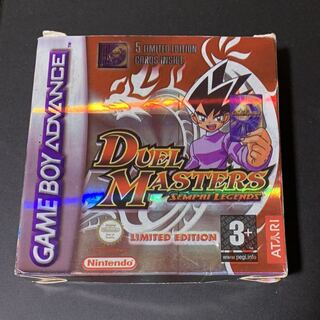 GAME BOY ADVANCE
5 LIMITED EDITION
CARDS INSIDE
DUEL
MASTERS
SEMPAI LEGENDS
LIMITED EDITION
Nintendo
3+
www.pegi.info
ATARI